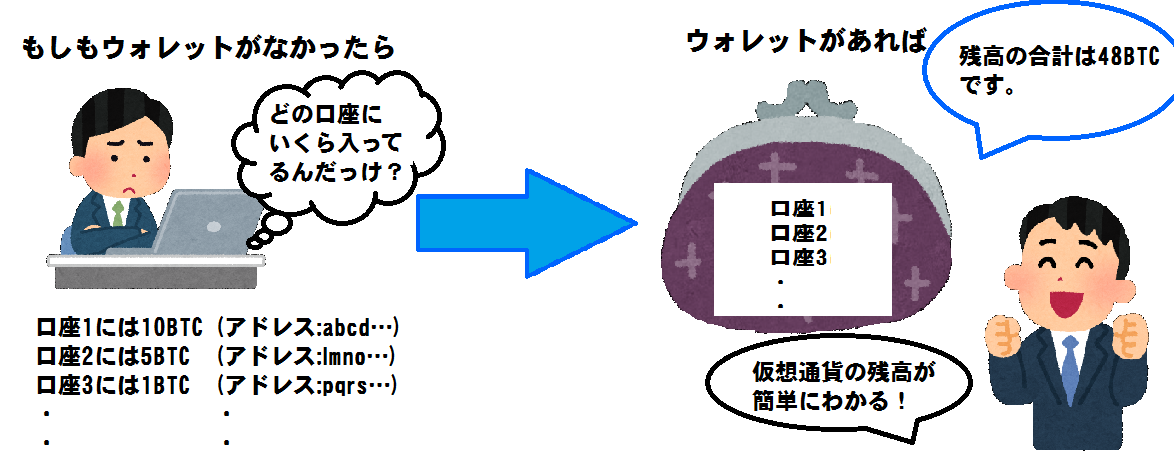 もしもウォレットがなかったら
どの口座に
いくら入って
るんだっけ？
口座1には10BTC (アドレス:abcd…)
口座2には5BTC (アドレス:lmno…)
口座3には1BTC (アドレス:pqrs…)
・ ・
・ ・
ウォレットがあれば
残高の合計は48BTC
です。
口座1
口座2
口座3
・
・
仮想通貨の残高が
簡単にわかる！